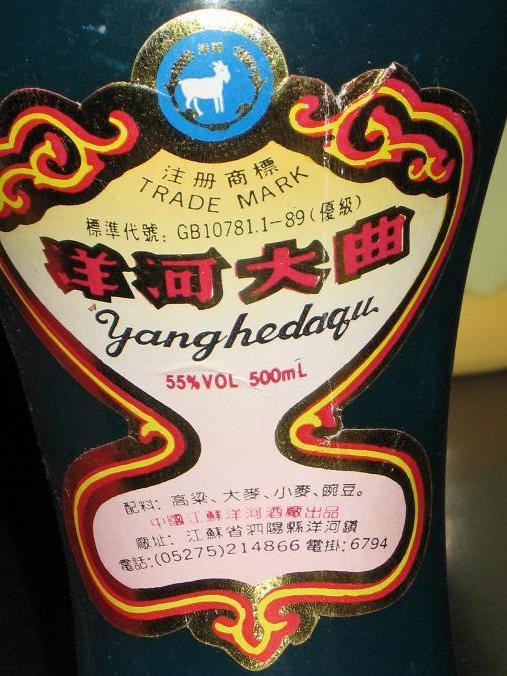 注册商標
TRADE MARK
標準代號: GB10781.1-89(優級)
洋河大曲
Yanghedaqu
55%VOL 500mL
配料: 高粱、大麥、小麥、豌豆。
中國江蘇洋河酒廠出品
廠址: 江蘇省泗陽縣洋河鎮
電話:(05275)214866 電掛:6794